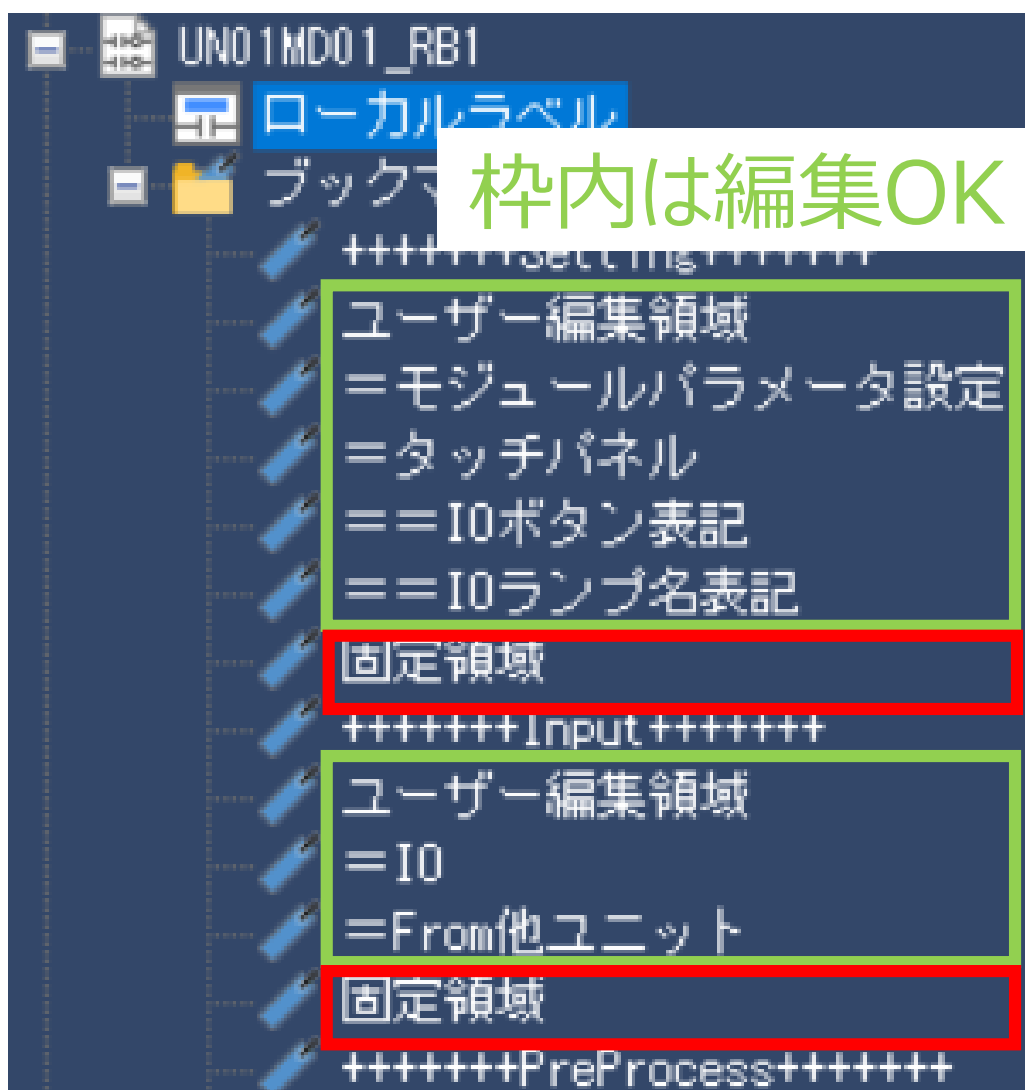 UN01MD01_RB1
ローカルラベル
ブックマ
枠内は編集OK
+++++++Setting+++++++
ユーザー編集領域
=モジュールパラメータ設定
=タッチパネル
==IOボタン表記
==IOランプ名表記
固定領域
+++++++Input+++++++
ユーザー編集領域
=IO
=From他ユニット
固定領域
+++++++PreProcess+++++++